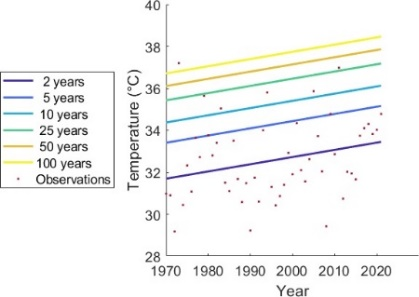 40
38
36
34
32
30
28
Temperature (°C)
1970
1980
1990
2000
2010
2020
Year
2 years
5 years
10 years
25 years
50 years
100 years
Observations